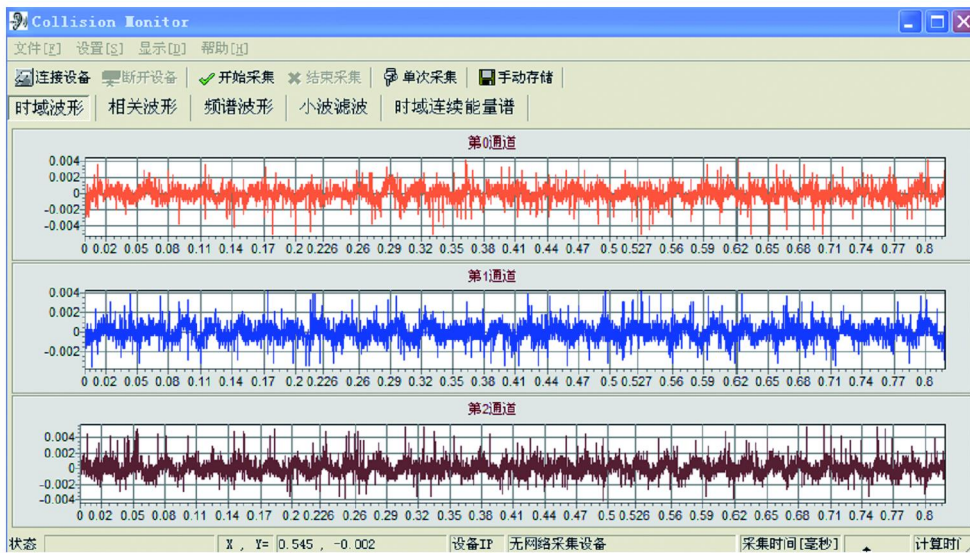 Collision Monitor
文件[F] 设置[S] 显示[D] 帮助[H]
连接设备 断开设备 开始采集 结束采集 单次采集 手动存储
时域波形 相关波形 频谱波形 小波滤波 时域连续能量谱
第0通道
0.004
0.002
0
-0.002
-0.004
0 0.02 0.05 0.08 0.11 0.14 0.17 0.2 0.226 0.26 0.29 0.32 0.35 0.38 0.41 0.44 0.47 0.5 0.527 0.56 0.59 0.62 0.65 0.68 0.71 0.74 0.77 0.8
第1通道
0.004
0.002
0
-0.002
0 0.02 0.05 0.08 0.11 0.14 0.17 0.2 0.226 0.26 0.29 0.32 0.35 0.38 0.41 0.44 0.47 0.5 0.527 0.56 0.59 0.62 0.65 0.68 0.71 0.74 0.77 0.8
第2通道
0.004
0.002
0
-0.002
-0.004
0 0.02 0.05 0.08 0.11 0.14 0.17 0.2 0.226 0.26 0.29 0.32 0.35 0.38 0.41 0.44 0.47 0.5 0.526 0.56 0.59 0.62 0.65 0.68 0.71 0.74 0.77 0.8
状态 X , Y= 0.545 , -0.002 设备IP 无网络采集设备 采集时间[毫秒] 计算时